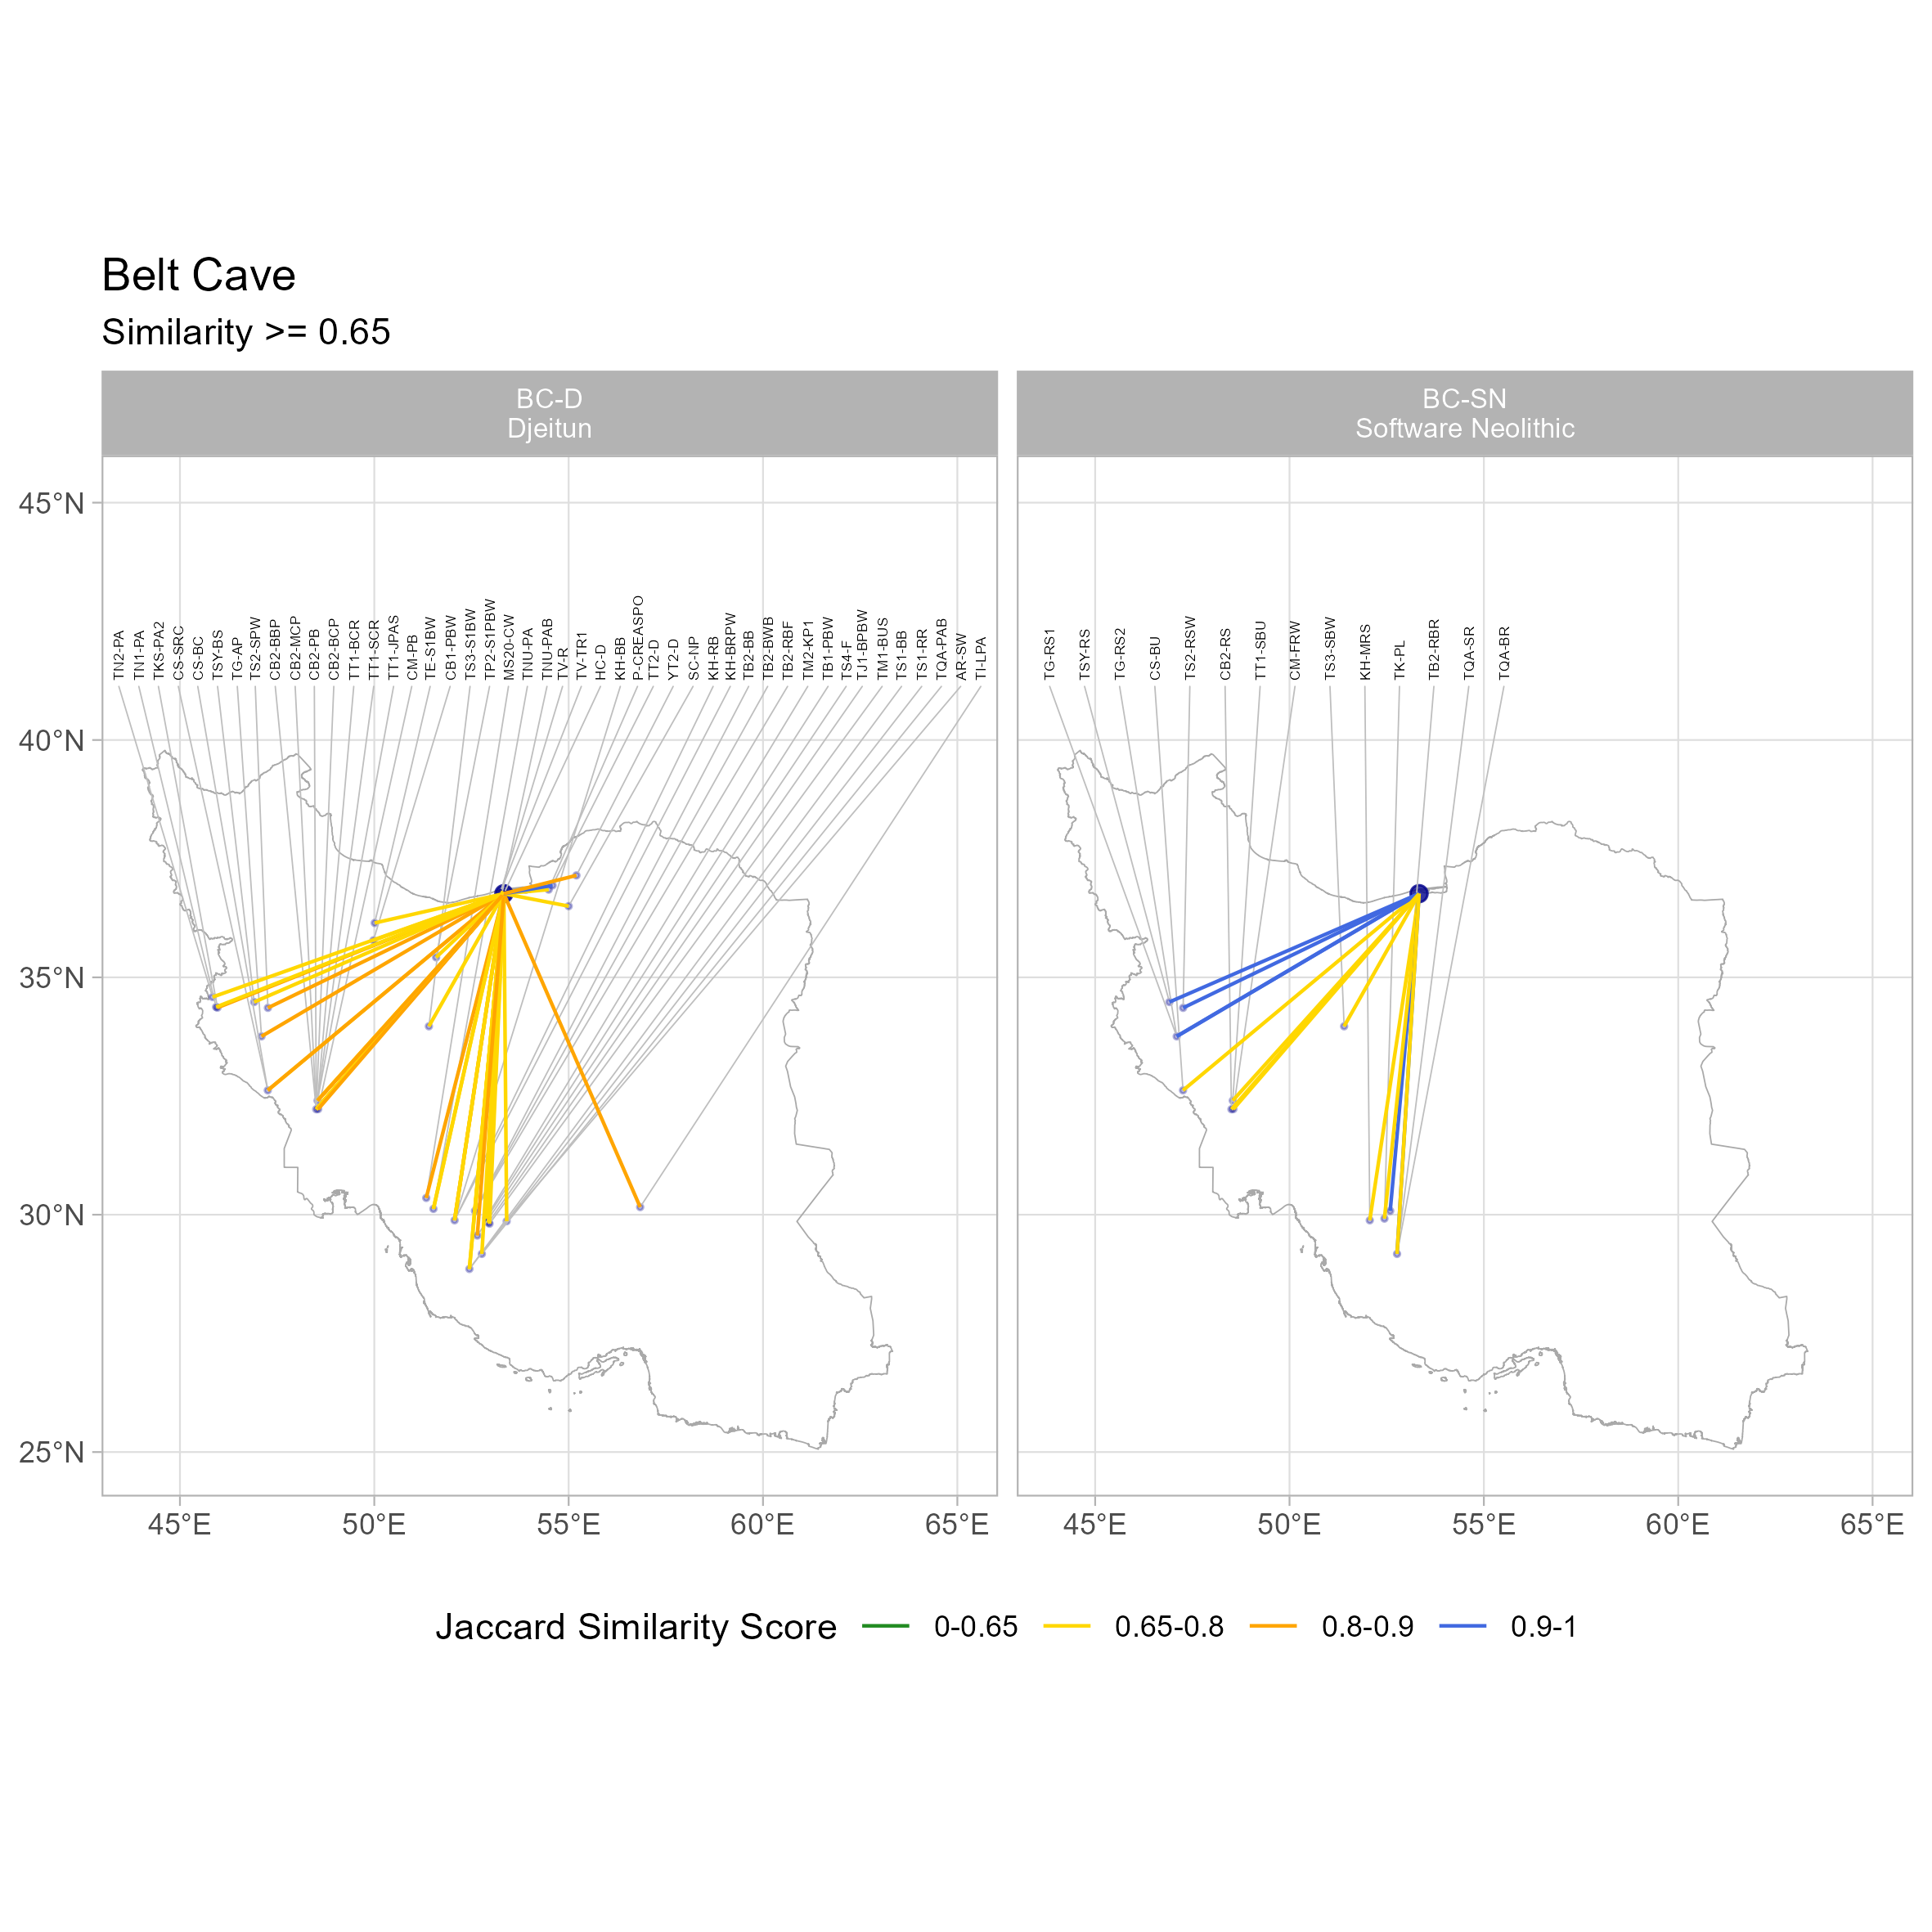 Belt Cave
Similarity >= 0.65
BC-D
Djeitun
BC-SN
Software Neolithic
45°N
40°N
35°N
30°N
25°N
TN2-PA
TN1-PA
TKS-PA2
CS-SRC
CS-BC
TSY-BS
TG-AP
TS2-SPW
CB2-BBP
CB2-MCP
CB2-PB
CB2-BCP
TT1-BCR
TT1-SCR
TT1-JPAS
CM-PB
TE-S1BW
CB1-PBW
TS3-S1BW
TP2-S1PBW
MS20-CW
TNU-PA
TNU-PAB
TV-R
TV-TR1
HC-D
KH-BB
P-CREASPO
TT2-D
YT2-D
SC-NP
KH-RB
KH-BRPW
TB2-BB
TB2-BWB
TB2-RBF
TM2-KP1
TB1-PBW
TS4-F
TJ1-BPBW
TM1-BUS
TS1-BB
TS1-RR
TQA-PAB
AR-SW
TI-LPA
TG-RS1
TSY-RS
TG-RS2
CS-BU
TS2-RSW
CB2-RS
TT1-SBU
CM-FRW
TS3-SBW
KH-MRS
TK-PL
TB2-RBR
TQA-SR
TQA-BR
45°E 50°E 55°E 60°E 65°E
45°E 50°E 55°E 60°E 65°E
Jaccard Similarity Score 0-0.65 0.65-0.8 0.8-0.9 0.9-1